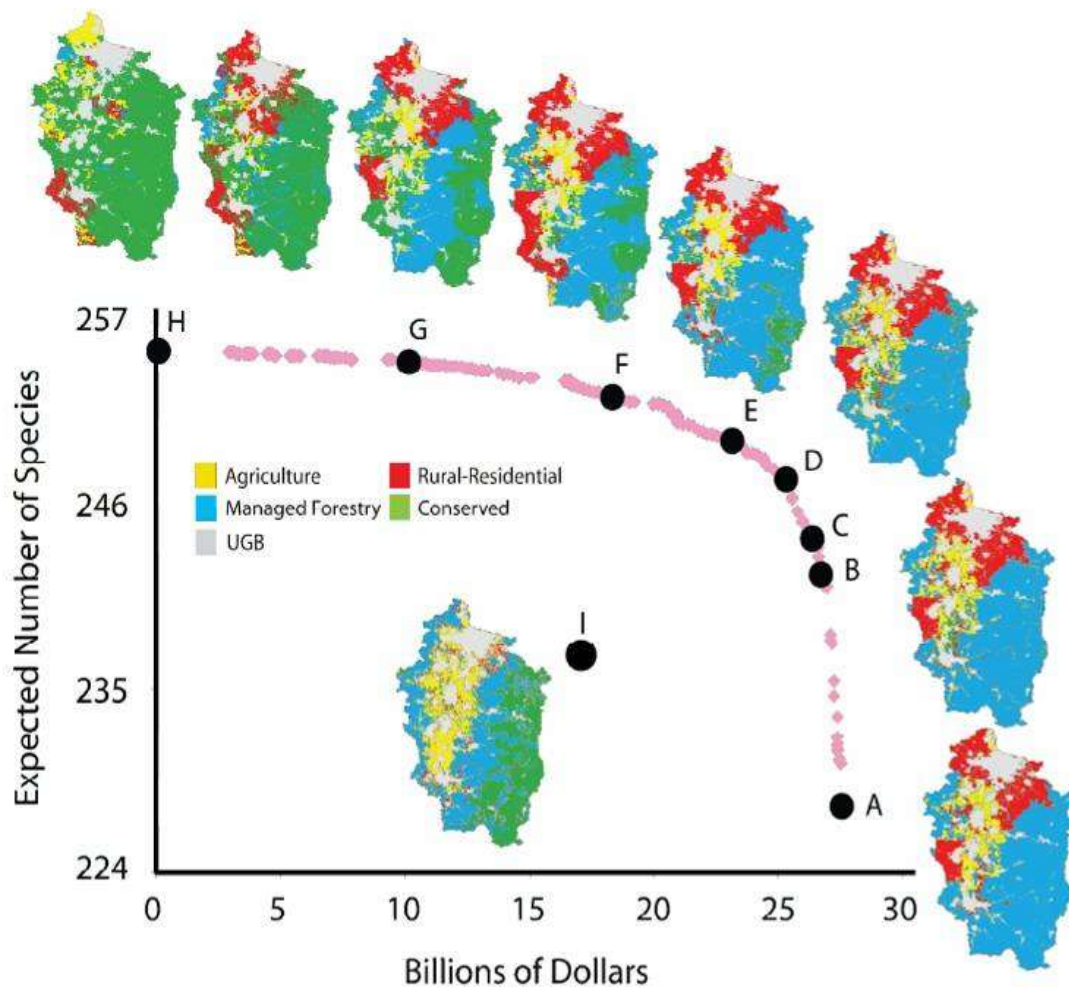 257
H
G
F
E
D
Agriculture
Rural-Residential
246
Managed Forestry
Conserved
C
UGB
B
I
235
A
224
0
5
10
15
20
25
30
Expected Number of Species
Billions of Dollars